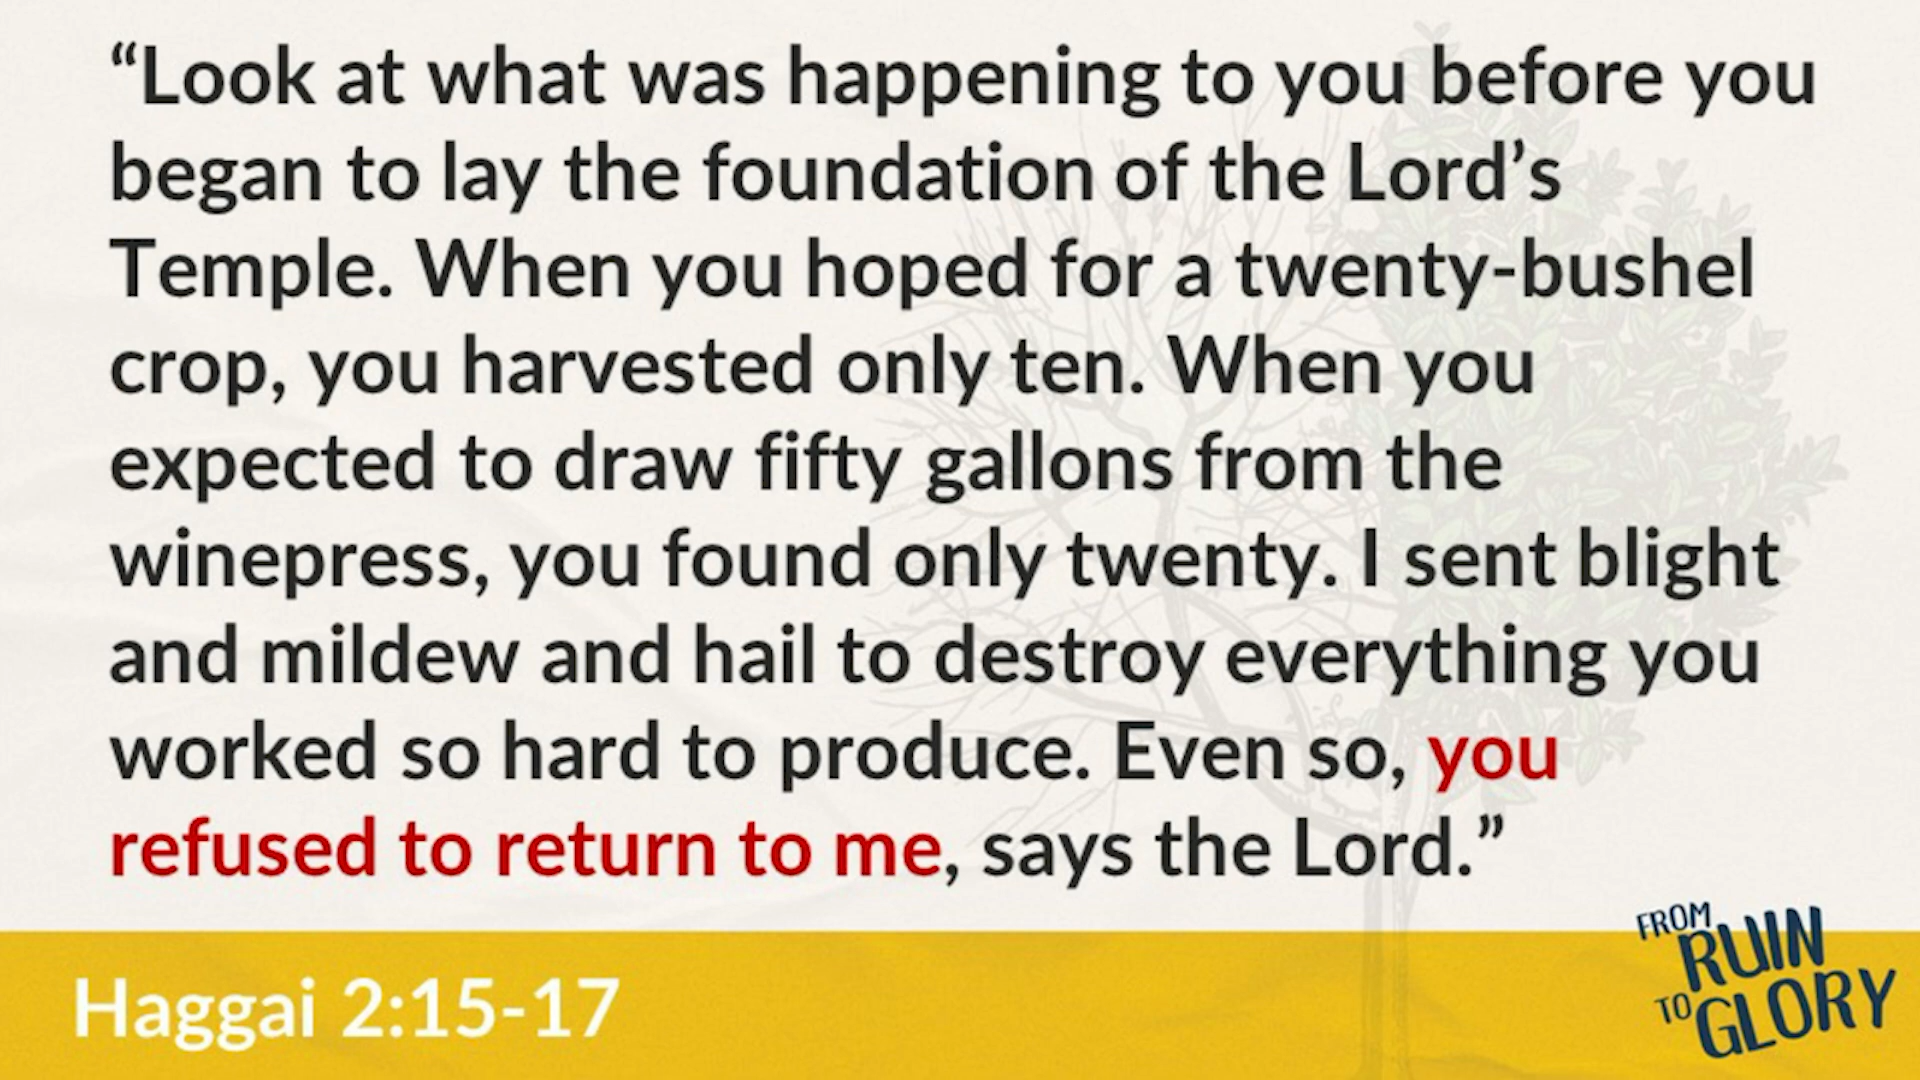 “Look at what was happening to you before you
began to lay the foundation of the Lord’s
Temple. When you hoped for a twenty-bushel
crop, you harvested only ten. When you
expected to draw fifty gallons from the
winepress, you found only twenty. I sent blight
and mildew and hail to destroy everything you
worked so hard to produce. Even so, you
refused to return to me, says the Lord.”
Haggai 2:15-17
FROM
RUIN
TO
GLORY